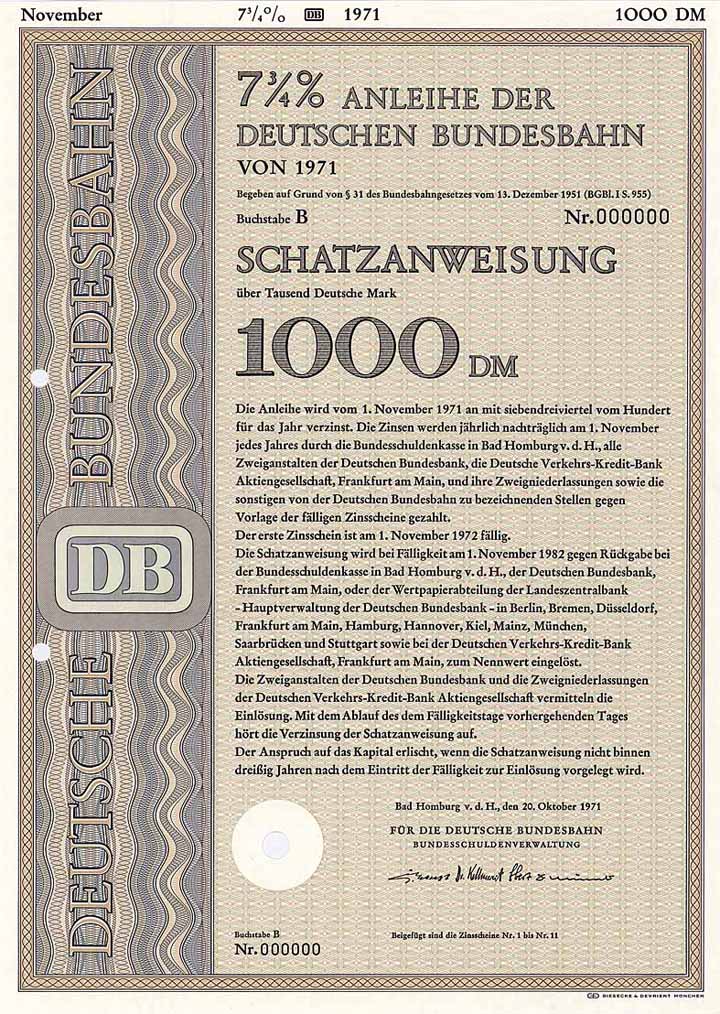 November 7¾% DB 1971 1000 DM
7¾% ANLEIHE DER
DEUTSCHEN BUNDESBAHN
VON 1971
Begeben auf Grund von § 31 des Bundesbahngesetzes vom 13. Dezember 1951 (BGBl. I S. 955)
Buchstabe B Nr. 000000
SCHATZANWEISUNG
über Tausend Deutsche Mark
1000 DM
Die Anleihe wird vom 1. November 1971 an mit siebendreiviertel vom Hundert
für das Jahr verzinst. Die Zinsen werden jährlich nachträglich am 1. November
jedes Jahres durch die Bundesschuldenkasse in Bad Homburg v. d. H., alle
Zweiganstalten der Deutschen Bundesbank, die Deutsche Verkehrs-Kredit-Bank
Aktiengesellschaft, Frankfurt am Main, und ihre Zweigniederlassungen sowie die
sonstigen von der Deutschen Bundesbahn zu bezeichnenden Stellen gegen
Vorlage der fälligen Zinsscheine gezahlt.
Der erste Zinsschein ist am 1. November 1972 fällig.
Die Schatzanweisung wird bei Fälligkeit am 1. November 1982 gegen Rückgabe bei
der Bundesschuldenkasse in Bad Homburg v. d. H., der Deutschen Bundesbank,
Frankfurt am Main, oder der Wertpapierabteilung der Landeszentralbank
- Hauptverwaltung der Deutschen Bundesbank - in Berlin, Bremen, Düsseldorf,
Frankfurt am Main, Hamburg, Hannover, Kiel, Mainz, München,
Saarbrücken und Stuttgart sowie bei der Deutschen Verkehrs-Kredit-Bank
Aktiengesellschaft, Frankfurt am Main, zum Nennwert eingelöst.
Die Zweiganstalten der Deutschen Bundesbank und die Zweigniederlassungen
der Deutschen Verkehrs-Kredit-Bank Aktiengesellschaft vermitteln die
Einlösung. Mit dem Ablauf des dem Fälligkeitstage vorhergehenden Tages
hört die Verzinsung der Schatzanweisung auf.
Der Anspruch auf das Kapital erlischt, wenn die Schatzanweisung nicht binnen
dreißig Jahren nach dem Eintritt der Fälligkeit zur Einlösung vorgelegt wird.
Bad Homburg v. d. H., den 20. Oktober 1971
FÜR DIE DEUTSCHE BUNDESBAHN
BUNDESSCHULDENVERWALTUNG
Buchstabe B
Nr. 000000
Beigefügt sind die Zinsscheine Nr. 1 bis Nr. 11
DEUTSCHE BUNDESBAHN
DB
GD GIESECKE & DEVRIENT MÜNCHEN